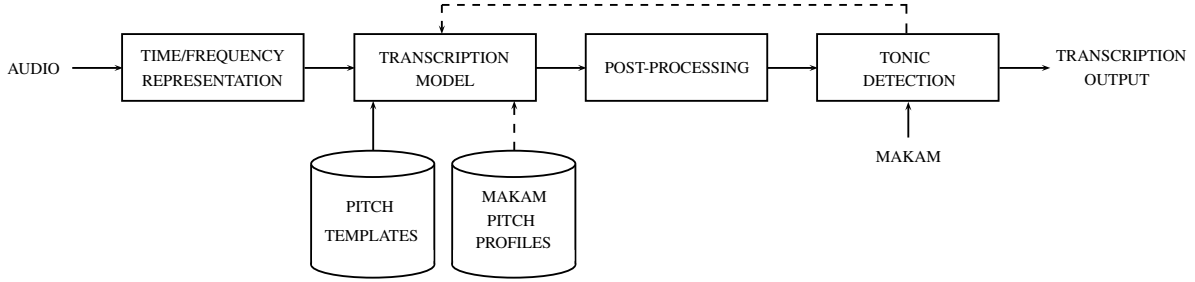 AUDIO
TIME/FREQUENCY
REPRESENTATION
TRANSCRIPTION
MODEL
POST-PROCESSING
TONIC
DETECTION
TRANSCRIPTION
OUTPUT
MAKAM
PITCH
TEMPLATES
MAKAM
PITCH
PROFILES